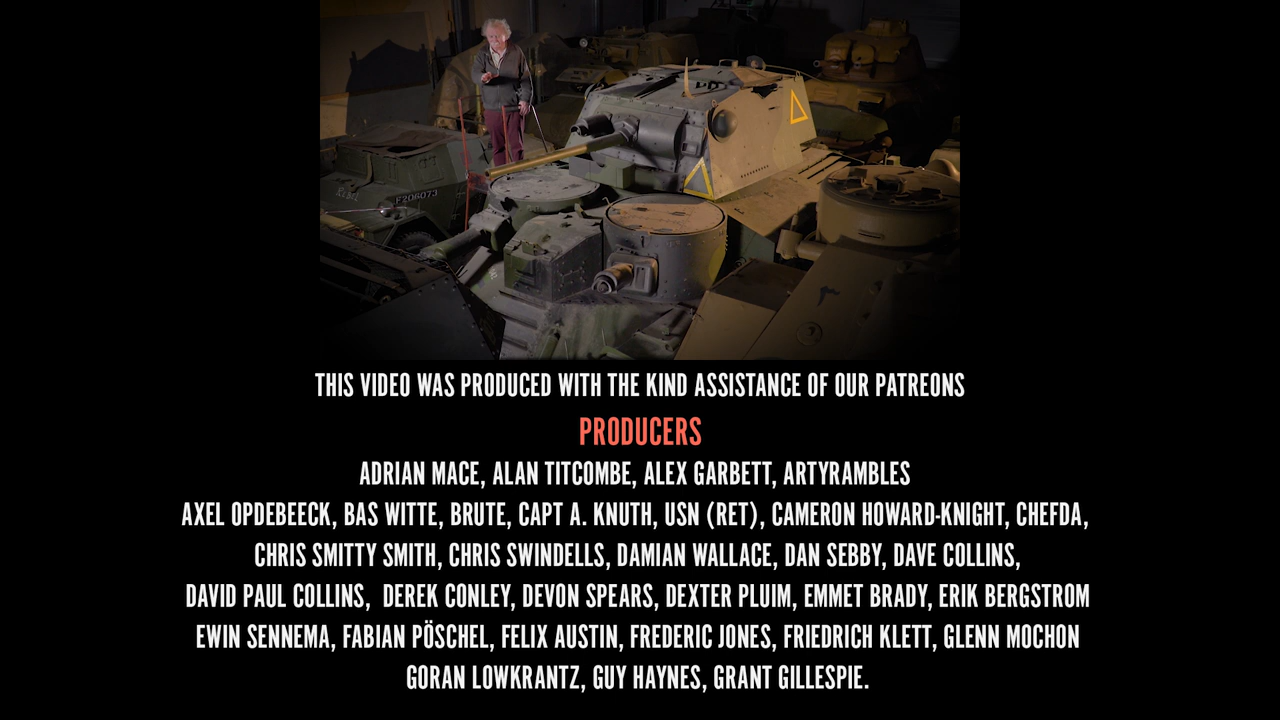 F206073
THIS VIDEO WAS PRODUCED WITH THE KIND ASSISTANCE OF OUR PATREONS
PRODUCERS
ADRIAN MACE, ALAN TITCOMBE, ALEX GARBETT, ARTYRAMBLES
AXEL OPDEBEECK, BAS WITTE, BRUTE, CAPT A. KNUTH, USN (RET), CAMERON HOWARD-KNIGHT, CHEFDA,
CHRIS SMITTY SMITH, CHRIS SWINDELLS, DAMIAN WALLACE, DAN SEBBY, DAVE COLLINS,
DAVID PAUL COLLINS,  DEREK CONLEY, DEVON SPEARS, DEXTER PLUIM, EMMET BRADY, ERIK BERGSTROM
EWIN SENNEMA, FABIAN PÖSCHEL, FELIX AUSTIN, FREDERIC JONES, FRIEDRICH KLETT, GLENN MOCHON
GORAN LOWKRANTZ, GUY HAYNES, GRANT GILLESPIE.